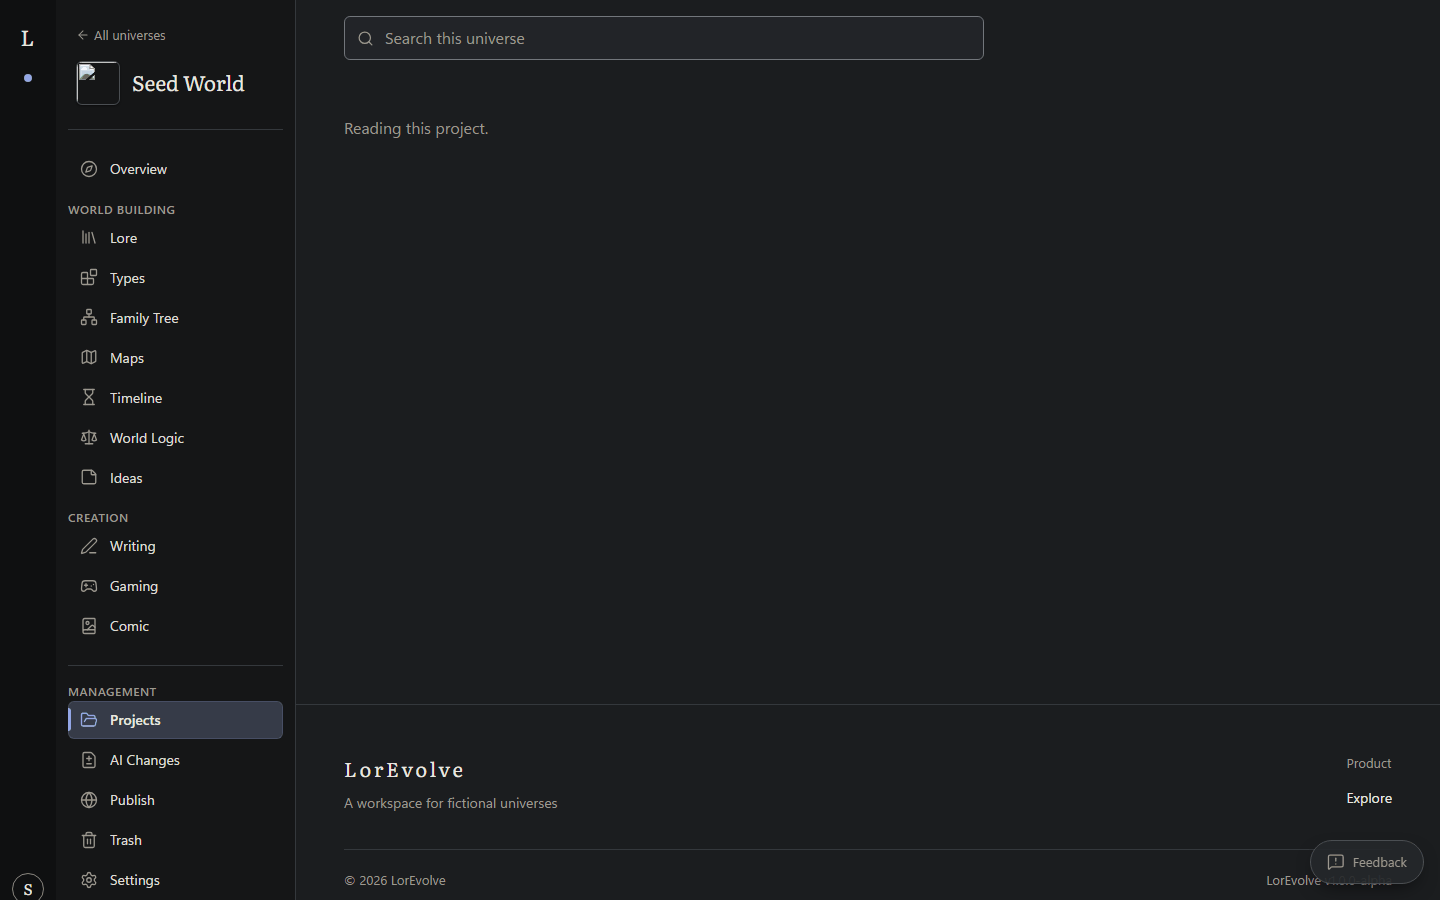 L
All universes
Seed World
Overview
WORLD BUILDING
Lore
Types
Family Tree
Maps
Timeline
World Logic
Ideas
CREATION
Writing
Gaming
Comic
MANAGEMENT
Projects
AI Changes
Publish
Trash
Settings
S
Search this universe
Reading this project.
LorEvolve
A workspace for fictional universes
Product
Explore
Feedback
© 2026 LorEvolve
LorEvolve